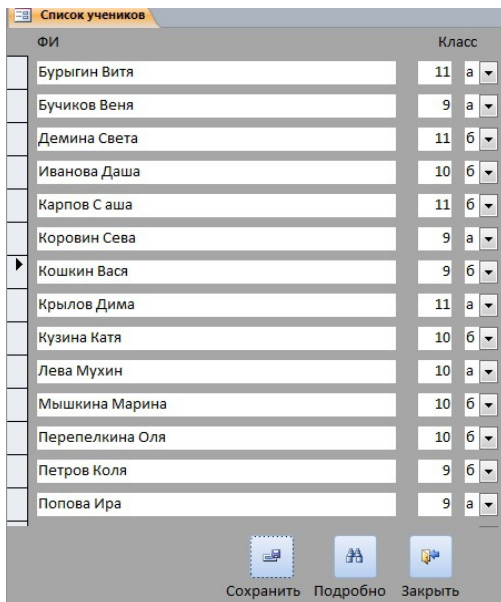 Список учеников
ФИ Класс
Бурыгин Витя 11 а
Бучиков Веня 9 а
Демина Света 11 б
Иванова Даша 10 б
Карпов С аша 11 б
Коровин Сева 9 а
Кошкин Вася 9 б
Крылов Дима 11 а
Кузина Катя 10 б
Лева Мухин 10 а
Мышкина Марина 10 б
Перепелкина Оля 10 б
Петров Коля 9 б
Попова Ира 9 а
Сохранить Подробно Закрыть